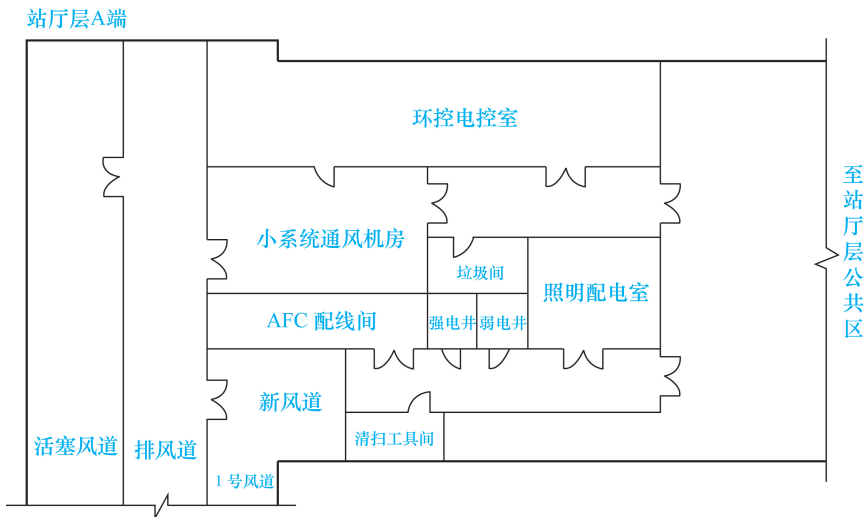 站厅层A端
环控电控室
小系统通风机房
垃圾间
照明配电室
AFC 配线间
强电井
弱电井
新风道
清扫工具间
活塞风道
排风道
1 号风道
至站厅层公共区